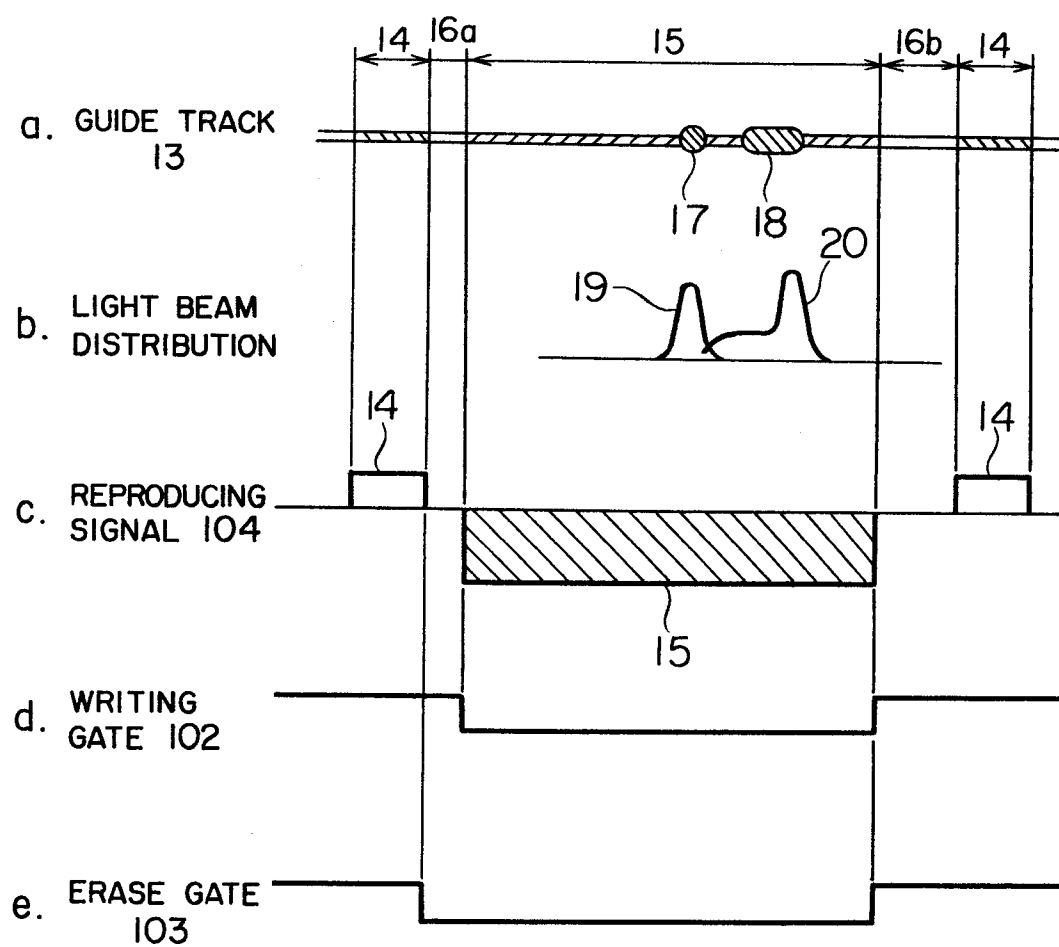 14 16a 15 16b 14
a. GUIDE TRACK
13
17 18
20
19
b. LIGHT BEAM
DISTRIBUTION
14 14
c. REPRODUCING
SIGNAL 104
15
d. WRITING
GATE 102
e. ERASE GATE
103